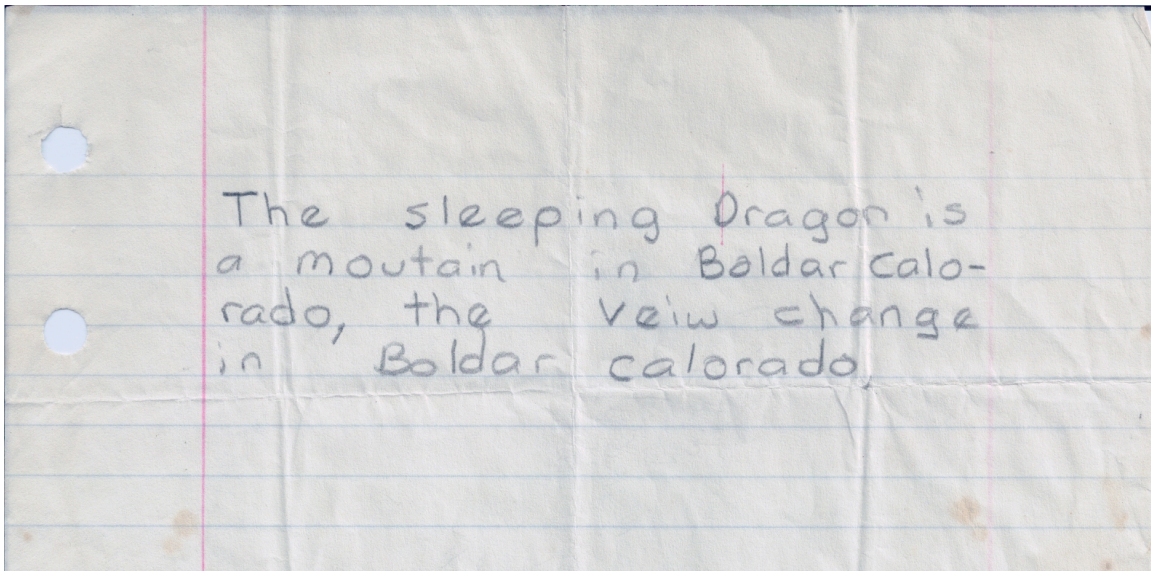 The sleeping Dragon is
a moutain in Boldar Calo-
rado, the veiw change
in Boldar calorado.